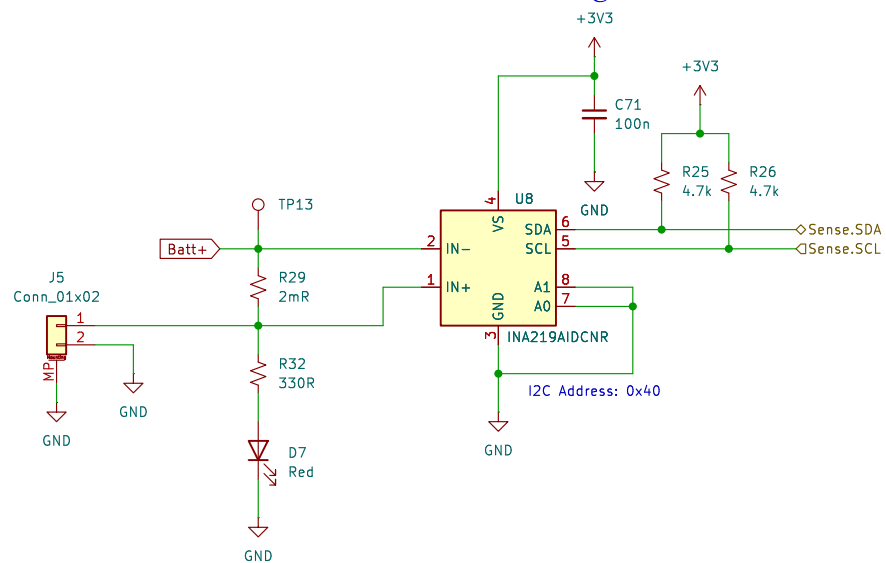 +3V3
+3V3
C71
100n
R25
4.7k
R26
4.7k
TP13
U8
4
VS
6
SDA
Sense.SDA
Batt+
2
IN-
5
SCL
Sense.SCL
GND
R29
2mR
1
IN+
8
A1
7
A0
GND
3
INA219AIDCNR
J5
Conn_01x02
1
2
MP
GND
GND
R32
330R
I2C Address: 0x40
GND
D7
Red
GND